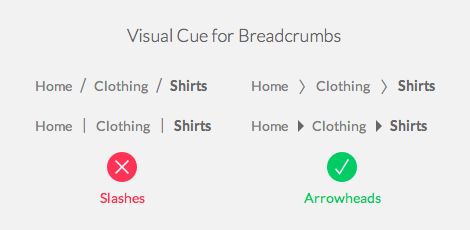 Visual Cue for Breadcrumbs
Home / Clothing / Shirts
Home 〉 Clothing 〉 Shirts
Home | Clothing | Shirts
Home ▶ Clothing ▶ Shirts
Slashes
Arrowheads